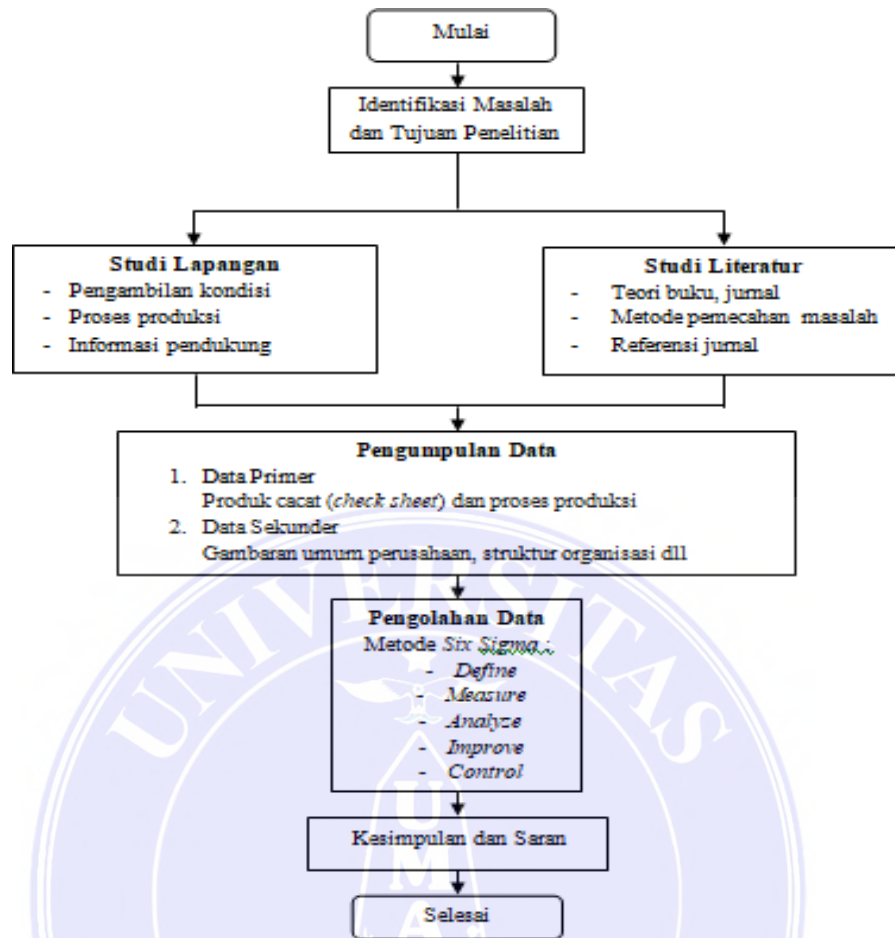 Mulai
Identifikasi Masalah
dan Tujuan Penelitian
Studi Lapangan
- Pengambilan kondisi
- Proses produksi
- Informasi pendukung
Studi Literatur
- Teori buku, jurnal
- Metode pemecahan masalah
- Referensi jurnal
Pengumpulan Data
1. Data Primer
Produk cacat (check sheet) dan proses produksi
2. Data Sekunder
Gambaran umum perusahaan, struktur organisasi dll
Pengolahan Data
Metode Six Sigma :
- Define
- Measure
- Analyze
- Improve
- Control
Kesimpulan dan Saran
Selesai
UNIVERSITAS
U
M
A